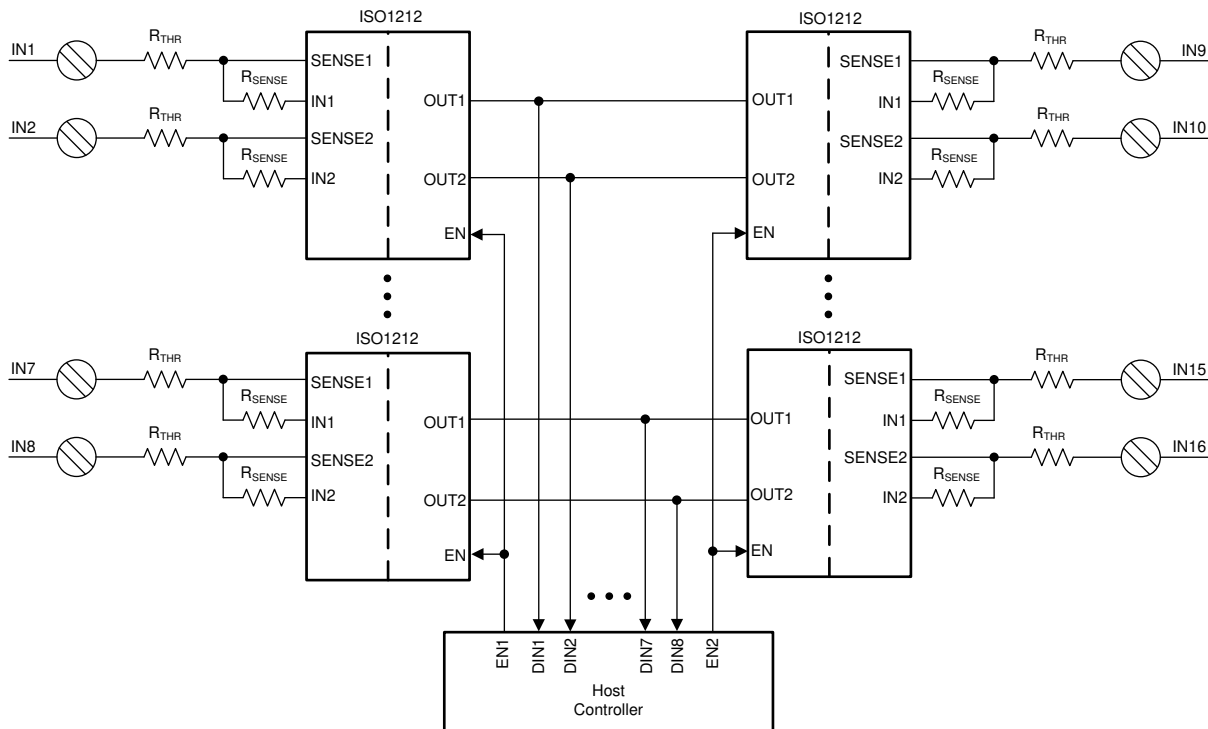 ISO1212
ISO1212
IN1
RTHR
SENSE1
RSENSE
IN1
OUT1
IN2
RTHR
SENSE2
RSENSE
IN2
OUT2
EN
SENSE1
RTHR
IN9
OUT1
IN1
RSENSE
SENSE2
RTHR
IN10
OUT2
IN2
RSENSE
EN
ISO1212
ISO1212
IN7
RTHR
SENSE1
RSENSE
IN1
OUT1
IN8
RTHR
SENSE2
RSENSE
IN2
OUT2
EN
SENSE1
RTHR
IN15
OUT1
IN1
RSENSE
SENSE2
RTHR
IN16
OUT2
IN2
RSENSE
EN
EN1
DIN1
DIN2
DIN7
DIN8
EN2
Host
Controller